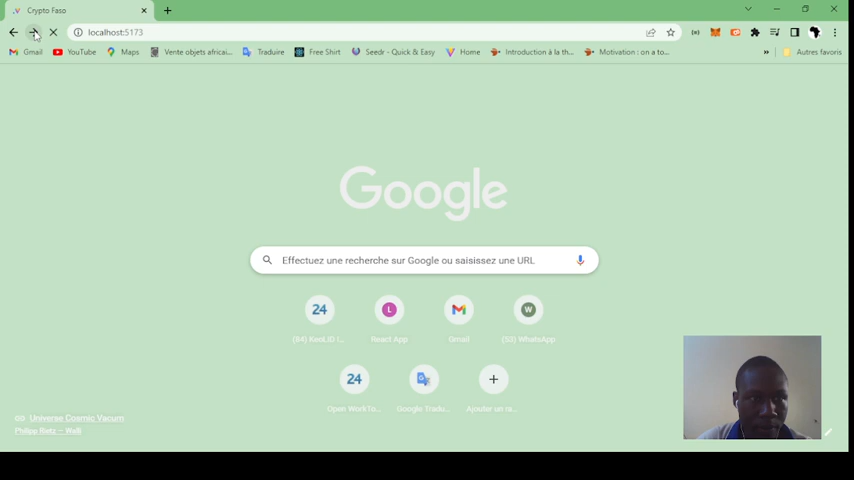 Crypto Faso
localhost:5173
Gmail YouTube Maps Vente objets africai... Traduire Free Shirt Seedr - Quick & Easy Home Introduction à la th... Motivation : on a to... » Autres favoris
Google
Effectuez une recherche sur Google ou saisissez une URL
24 L W
React App Gmail (53) WhatsApp
24
Open WorkTo... Google Tradu... Ajouter un ra...
Universe Cosmic Vacuum
Philipp Rietz — Walli